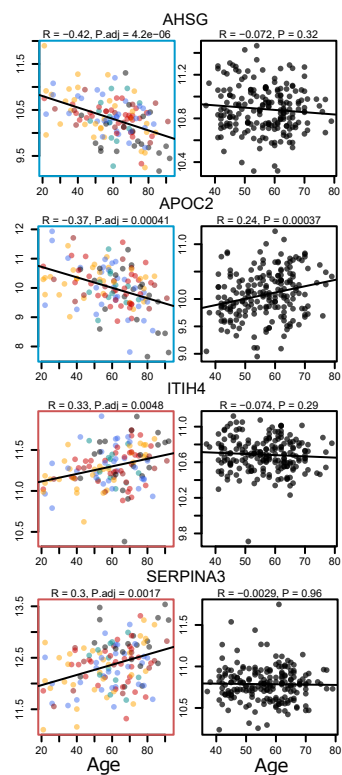 AHSG
R = −0.42, P.adj = 4.2e−06
R = −0.072, P = 0.32
9.5 10.5 11.5
10.4 10.8 11.2
20 40 60 80
40 50 60 70 80
APOC2
R = −0.37, P.adj = 0.00041
R = 0.24, P = 0.00037
8 9 10 11 12
9.0 9.5 10.0 11.0
20 40 60 80
40 50 60 70 80
ITIH4
R = 0.33, P.adj = 0.0048
R = −0.074, P = 0.29
10.5 11.0 11.5
9.8 10.2 10.6 11.0
20 40 60 80
40 50 60 70 80
SERPINA3
R = 0.3, P.adj = 0.0017
R = −0.0029, P = 0.96
11.5 12.5 13.5
10.5 11.0 11.5
20 40 60 80
40 50 60 70 80
Age
Age